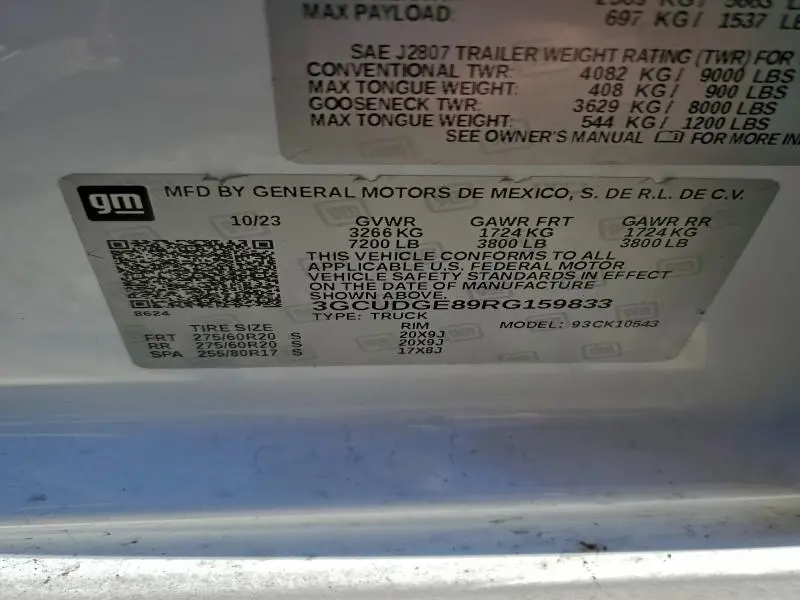 MAX PAYLOAD: 697 KG/ 1537 LB
SAE J2807 TRAILER WEIGHT RATING (TWR) FOR
CONVENTIONAL TWR: 4082 KG/ 9000 LBS
MAX TONGUE WEIGHT: 408 KG/ 900 LBS
GOOSENECK TWR: 3629 KG/ 8000 LBS
MAX TONGUE WEIGHT: 544 KG/ 1200 LBS
SEE OWNER'S MANUAL FOR MORE IN
gm MFD BY GENERAL MOTORS DE MEXICO, S. DE R.L. DE C.V.
10/23 GVWR GAWR FRT GAWR RR
3266 KG 1724 KG 1724 KG
7200 LB 3800 LB 3800 LB
THIS VEHICLE CONFORMS TO ALL
APPLICABLE U.S. FEDERAL MOTOR
VEHICLE SAFETY STANDARDS IN EFFECT
ON THE DATE OF MANUFACTURE
SHOWN ABOVE.
3GCUDGE89RG159833
8624 TYPE: TRUCK MODEL: 93CK10543
TIRE SIZE RIM
FRT 275/60R20 S 20X9J
RR 275/60R20 S 20X9J
SPA 255/80R17 S 17X8J